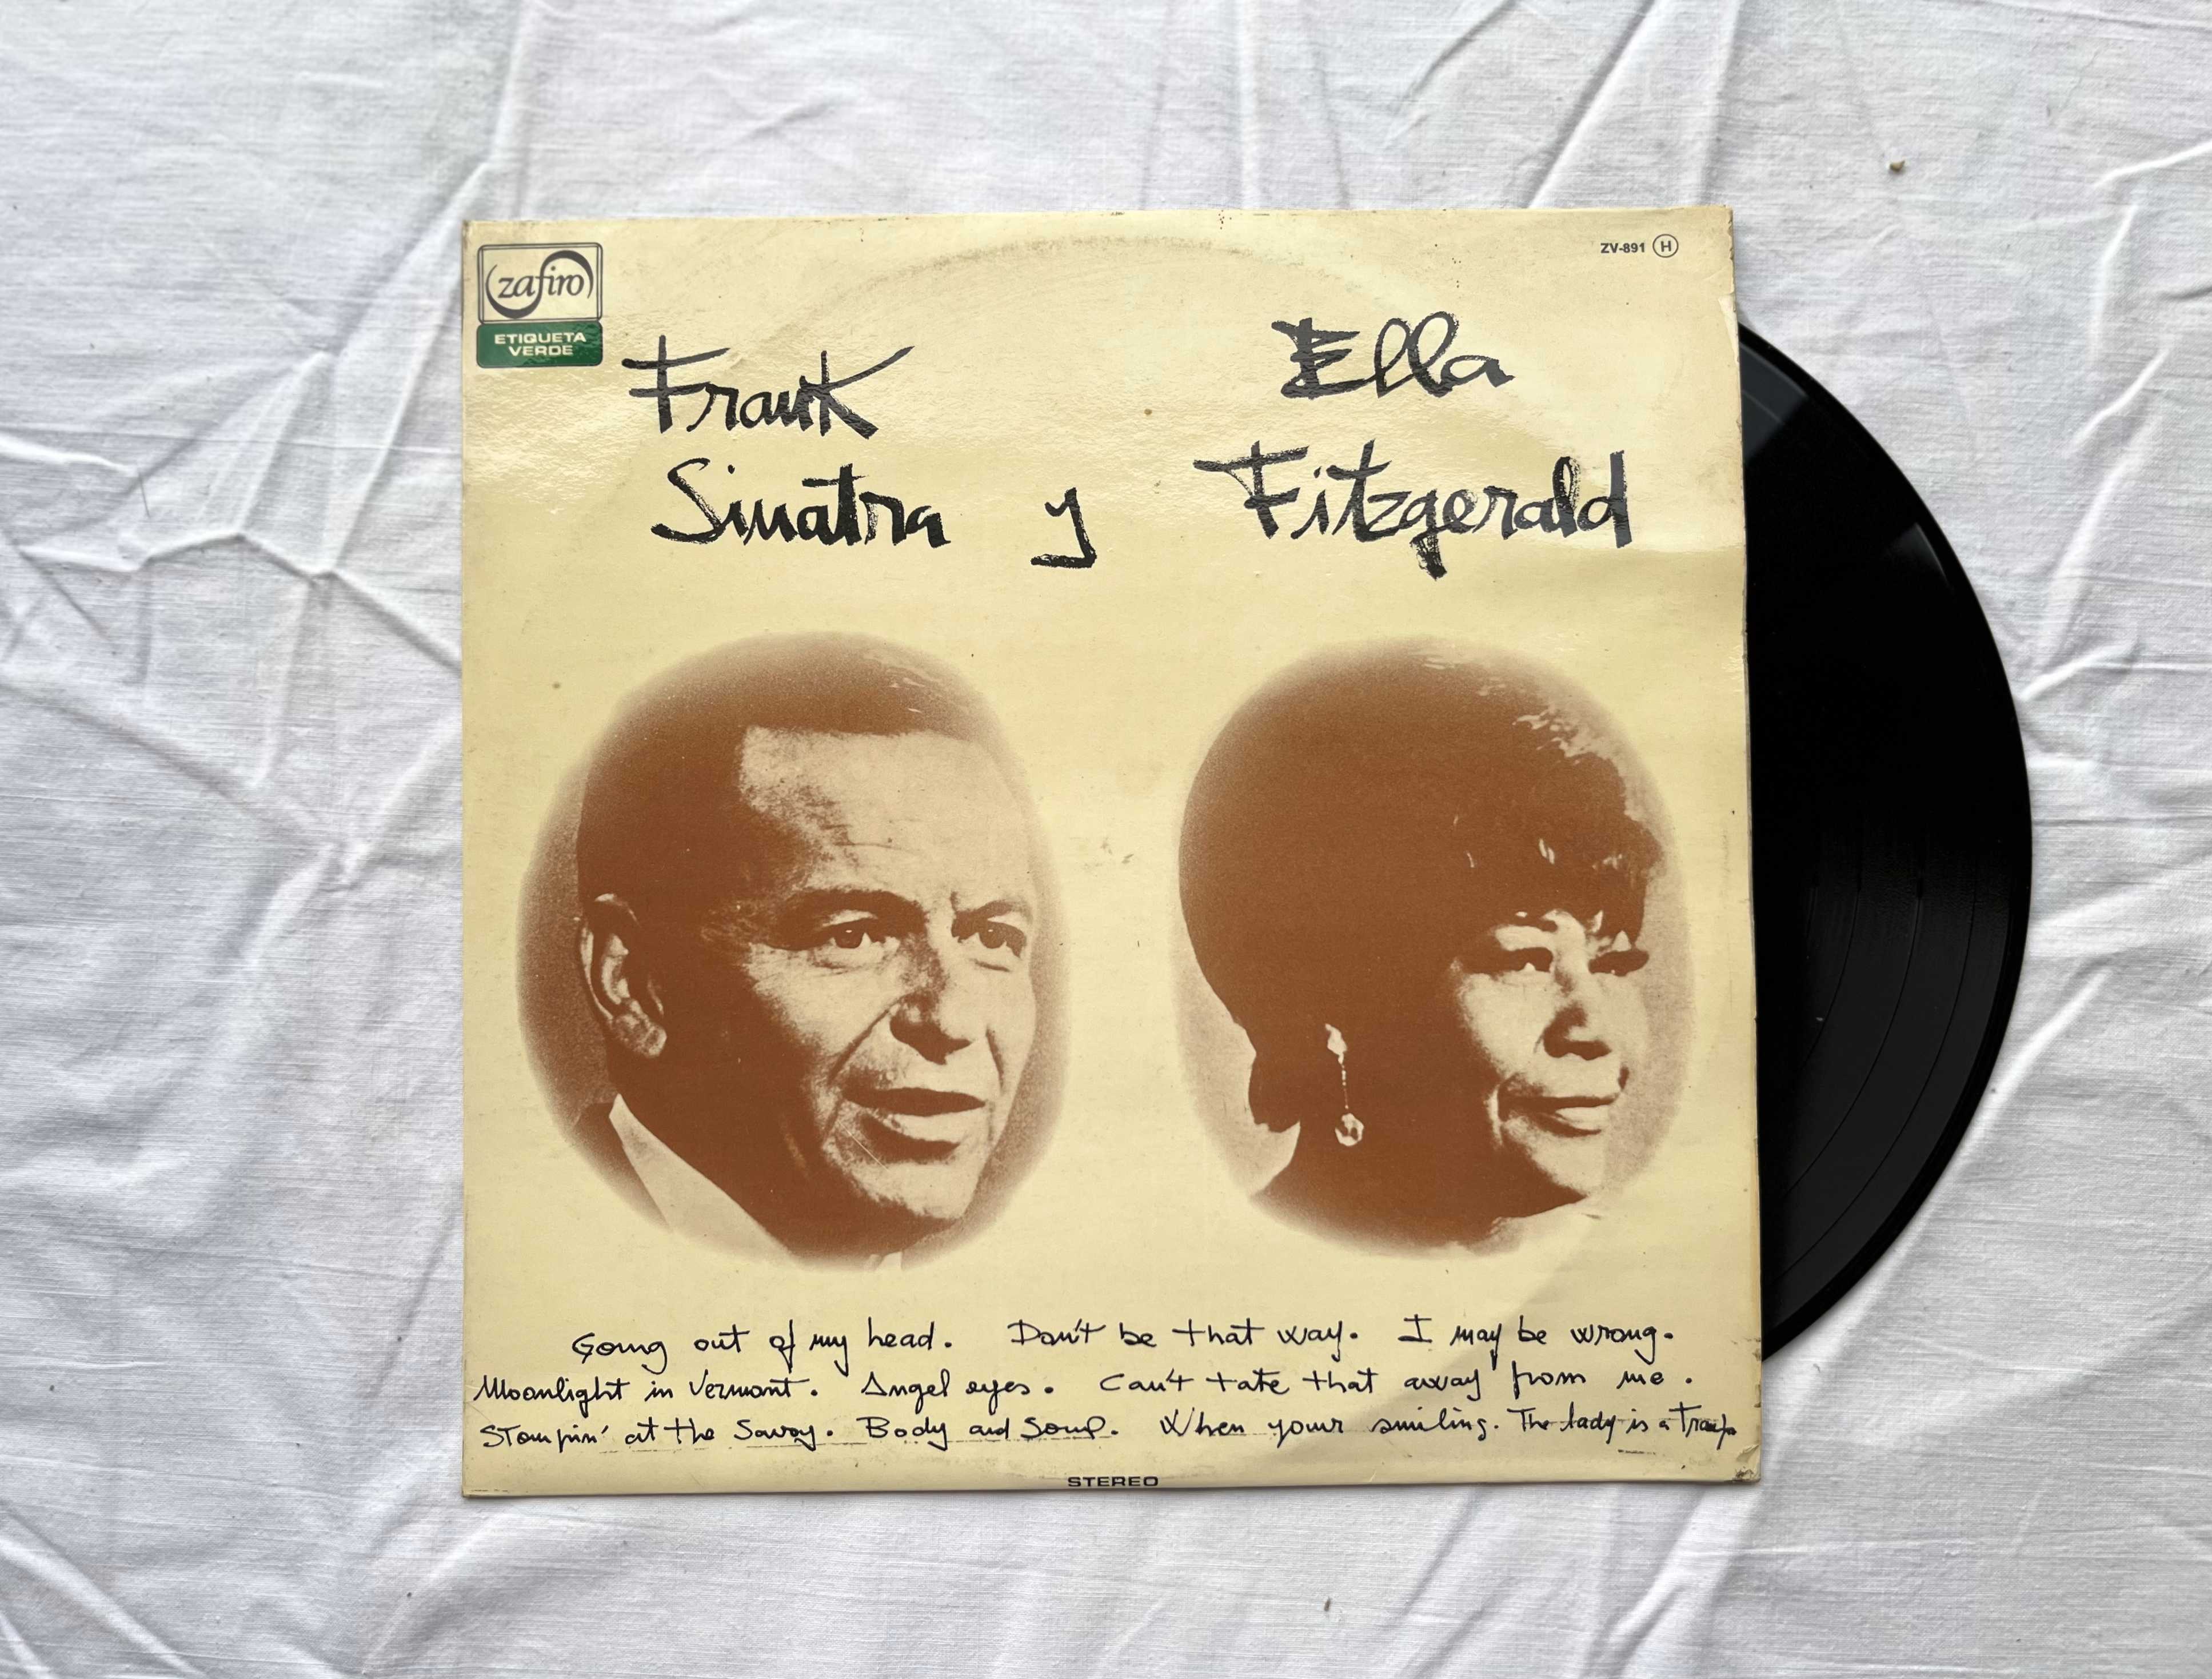 zafiro
ETIQUETA
VERDE
ZV-891 H
Frank
Sinatra y
Ella
Fitzgerald
Going out of my head. Don't be that way. I may be wrong.
Moonlight in Vermont. Angel eyes. Can't tate that away from me.
Stompin' at the Savoy. Body and Soul. When your smiling. The lady is a Tramp
STEREO